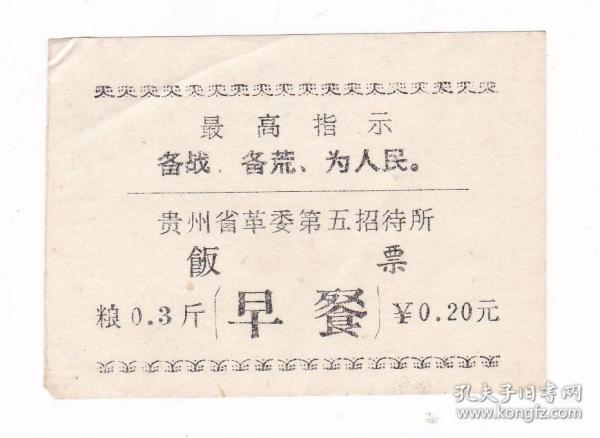 最高指示
备战、备荒、为人民。
贵州省革委第五招待所
飯票
粮0.3斤(早餐)¥0.20元
孔夫子旧书网
www.kongfz.com